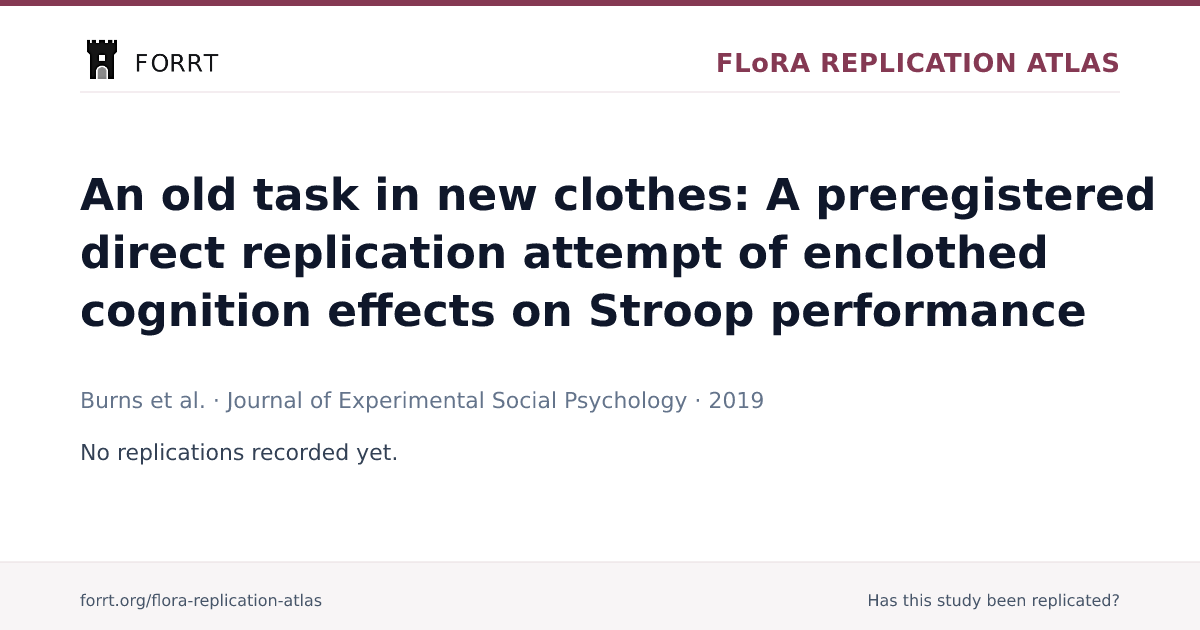 FORRT
FLoRA REPLICATION ATLAS
An old task in new clothes: A preregistered
direct replication attempt of enclothed
cognition effects on Stroop performance
Burns et al. · Journal of Experimental Social Psychology · 2019
No replications recorded yet.
forrt.org/flora-replication-atlas
Has this study been replicated?